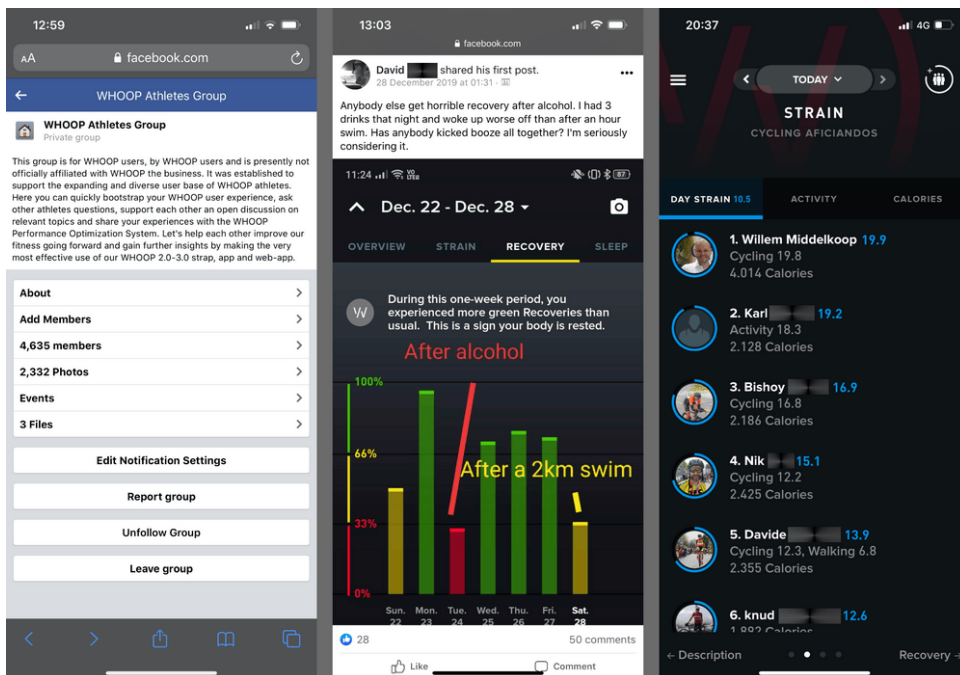 12:59
AA facebook.com
WHOOP Athletes Group
WHOOP Athletes Group
Private group
This group is for WHOOP users, by WHOOP users and is presently not
officially affiliated with WHOOP the business. It was established to
support the expanding and diverse user base of WHOOP athletes.
Here you can quickly bootstrap your WHOOP user experience, ask
other athletes questions, support each other an open discussion on
relevant topics and share your experiences with the WHOOP
Performance Optimization System. Let's help each other improve our
fitness going forward and gain further insights by making the very
most effective use of our WHOOP 2.0-3.0 strap, app and web-app.
About
Add Members
4,635 members
2,332 Photos
Events
3 Files
Edit Notification Settings
Report group
Unfollow Group
Leave group
13:03
facebook.com
David shared his first post.
28 December 2019 at 01:31
Anybody else get horrible recovery after alcohol. I had 3
drinks that night and woke up worse off than after an hour
swim. Has anybody kicked booze all together? I'm seriously
considering it.
11:24
87
Dec. 22 - Dec. 28
OVERVIEW STRAIN RECOVERY SLEEP
W
During this one-week period, you
experienced more green Recoveries than
usual. This is a sign your body is rested.
After alcohol
100%
66%
After a 2km swim
33%
0%
Sun. Mon. Tue. Wed. Thu. Fri. Sat.
22 23 24 25 26 27 28
28 50 comments
Like Comment
20:37
4G
TODAY
STRAIN
CYCLING AFICIANDOS
DAY STRAIN 10.5 ACTIVITY CALORIES
1. Willem Middelkoop 19.9
Cycling 19.8
4.014 Calories
2. Karl 19.2
Activity 18.3
2.128 Calories
3. Bishoy 16.9
Cycling 16.8
2.186 Calories
4. Nik 15.1
Cycling 12.2
2.425 Calories
5. Davide 13.9
Cycling 12.3, Walking 6.8
2.355 Calories
6. knud 12.6
1.892 Calories
← Description Recovery →